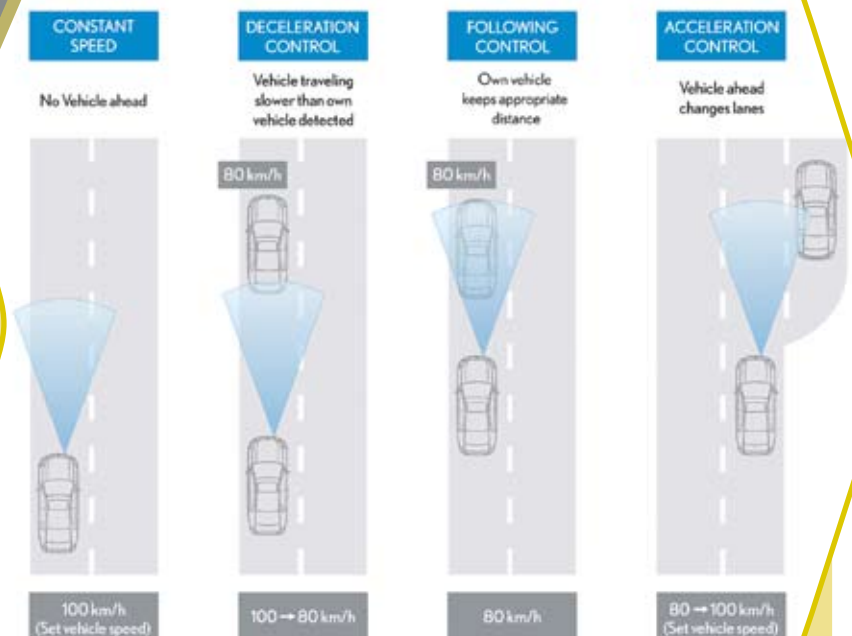 CONSTANT
SPEED
No Vehicle ahead
100 km/h
(Set vehicle speed)
DECELERATION
CONTROL
Vehicle traveling
slower than own
vehicle detected
80 km/h
100→80 km/h
FOLLOWING
CONTROL
Own vehicle
keeps appropriate
distance
80 km/h
80 km/h
ACCELERATION
CONTROL
Vehicle ahead
changes lanes
80→100 km/h
(Set vehicle speed)